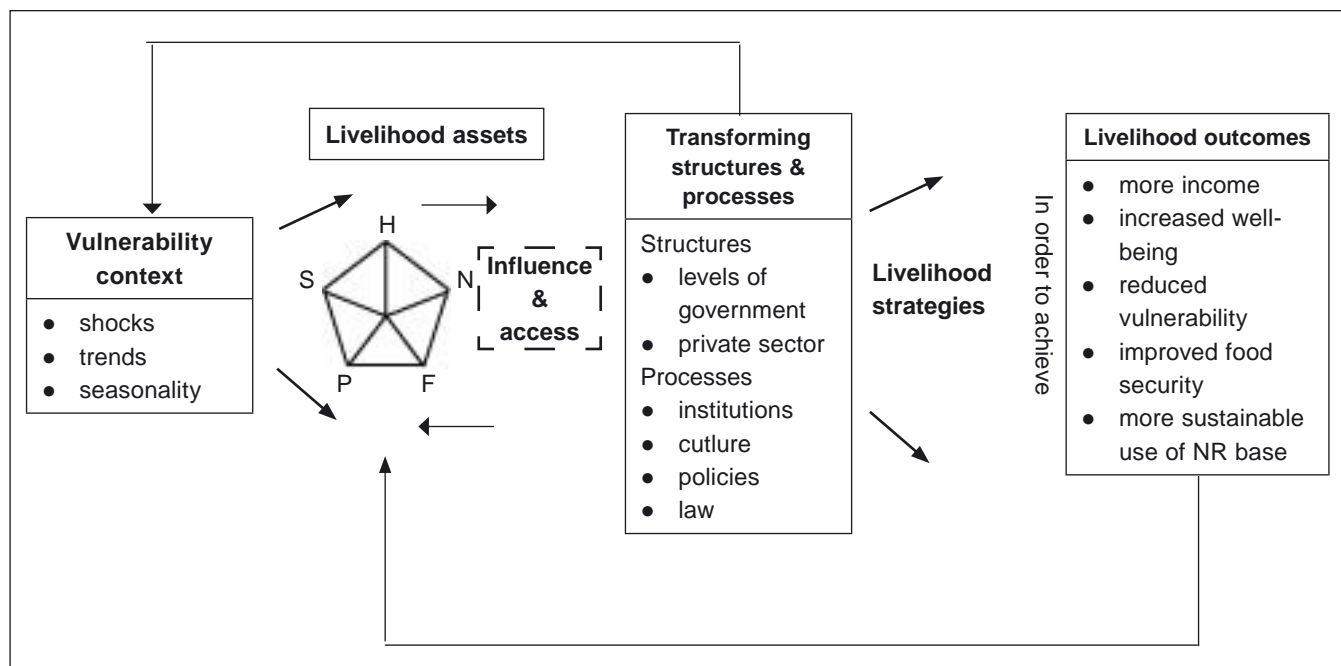 Livelihood assets
Vulnerability
context
● shocks
● trends
● seasonality
H
S
N
P
F
Influence
&
access
Transforming
structures &
processes
Structures
● levels of
government
● private sector
Processes
● institutions
● cutlure
● policies
● law
Livelihood
strategies
In order to achieve
Livelihood outcomes
● more income
● increased well-
being
● reduced
vulnerability
● improved food
security
● more sustainable
use of NR base